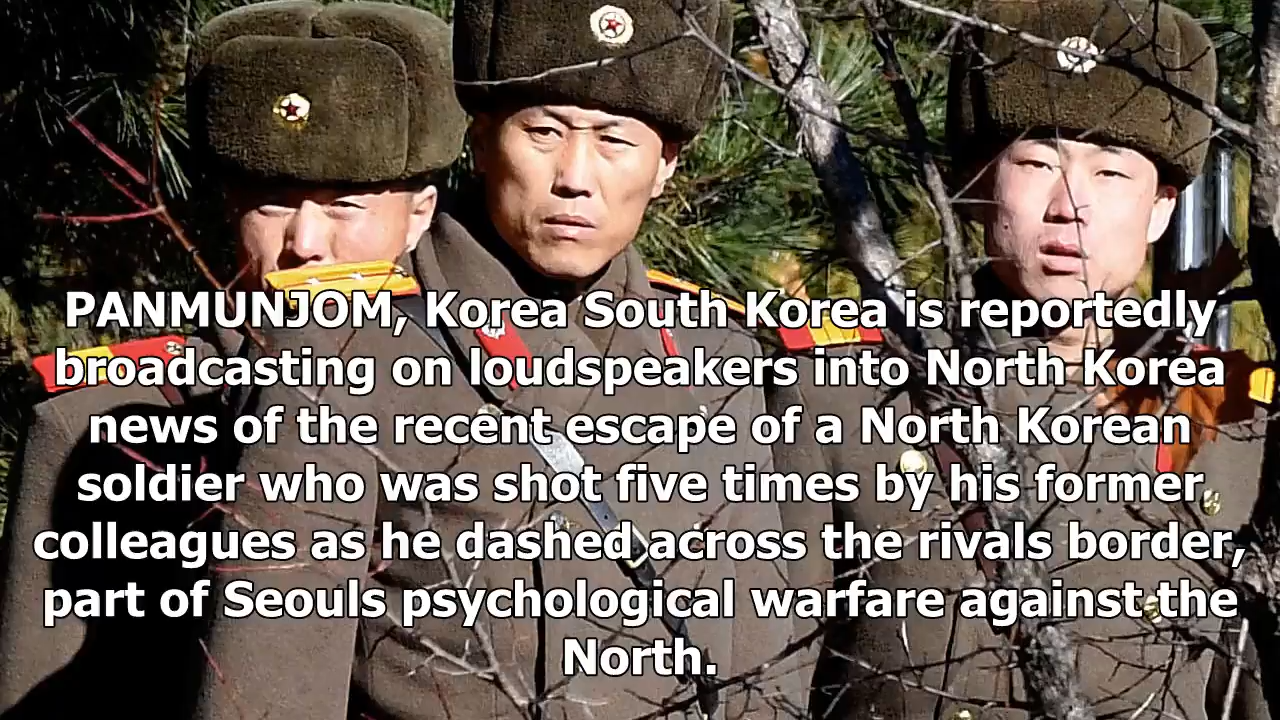 PANMUNJOM, Korea South Korea is reportedly
broadcasting on loudspeakers into North Korea
news of the recent escape of a North Korean
soldier who was shot five times by his former
colleagues as he dashed across the rivals border,
part of Seouls psychological warfare against the
North.